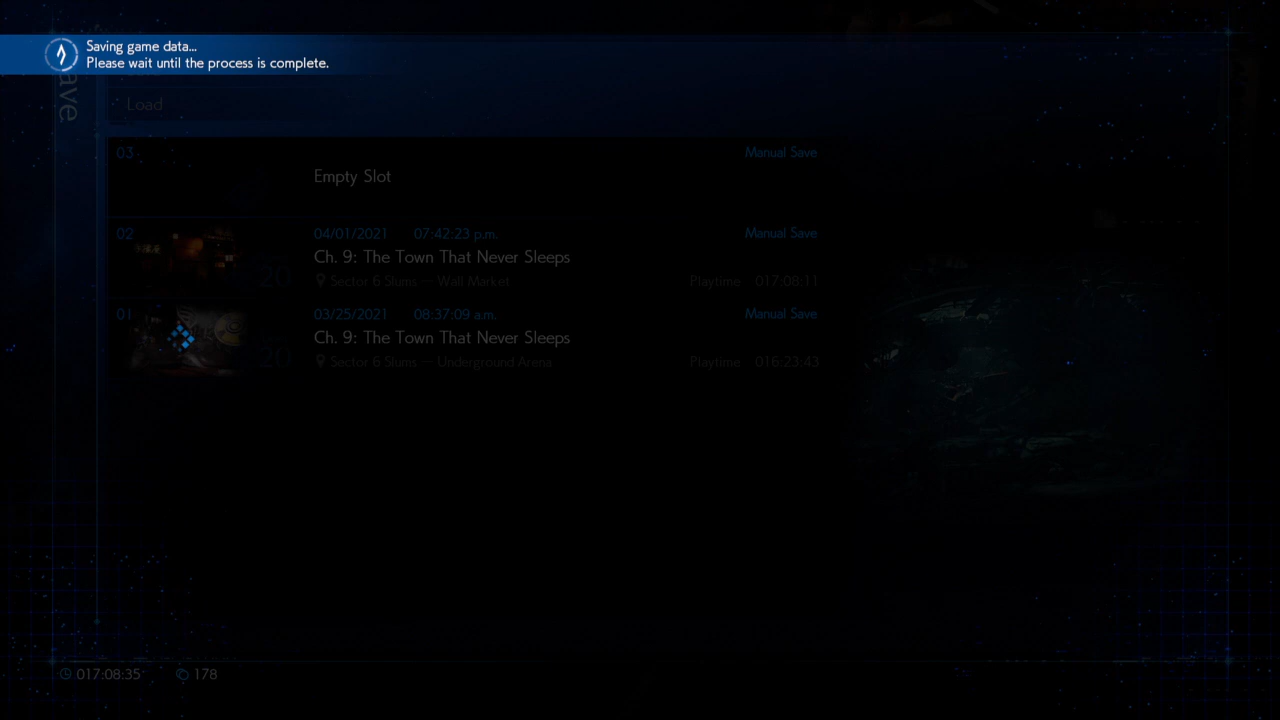 Saving game data...
Please wait until the process is complete.
Load
03 Manual Save
Empty Slot
02 04/01/2021 07:42:23 p.m. Manual Save
Ch. 9: The Town That Never Sleeps
20 Sector 6 Slums — Wall Market Playtime 017:08:11
01 03/25/2021 08:37:09 a.m. Manual Save
Ch. 9: The Town That Never Sleeps
20 Sector 6 Slums — Underground Arena Playtime 016:23:43
017:08:35 178